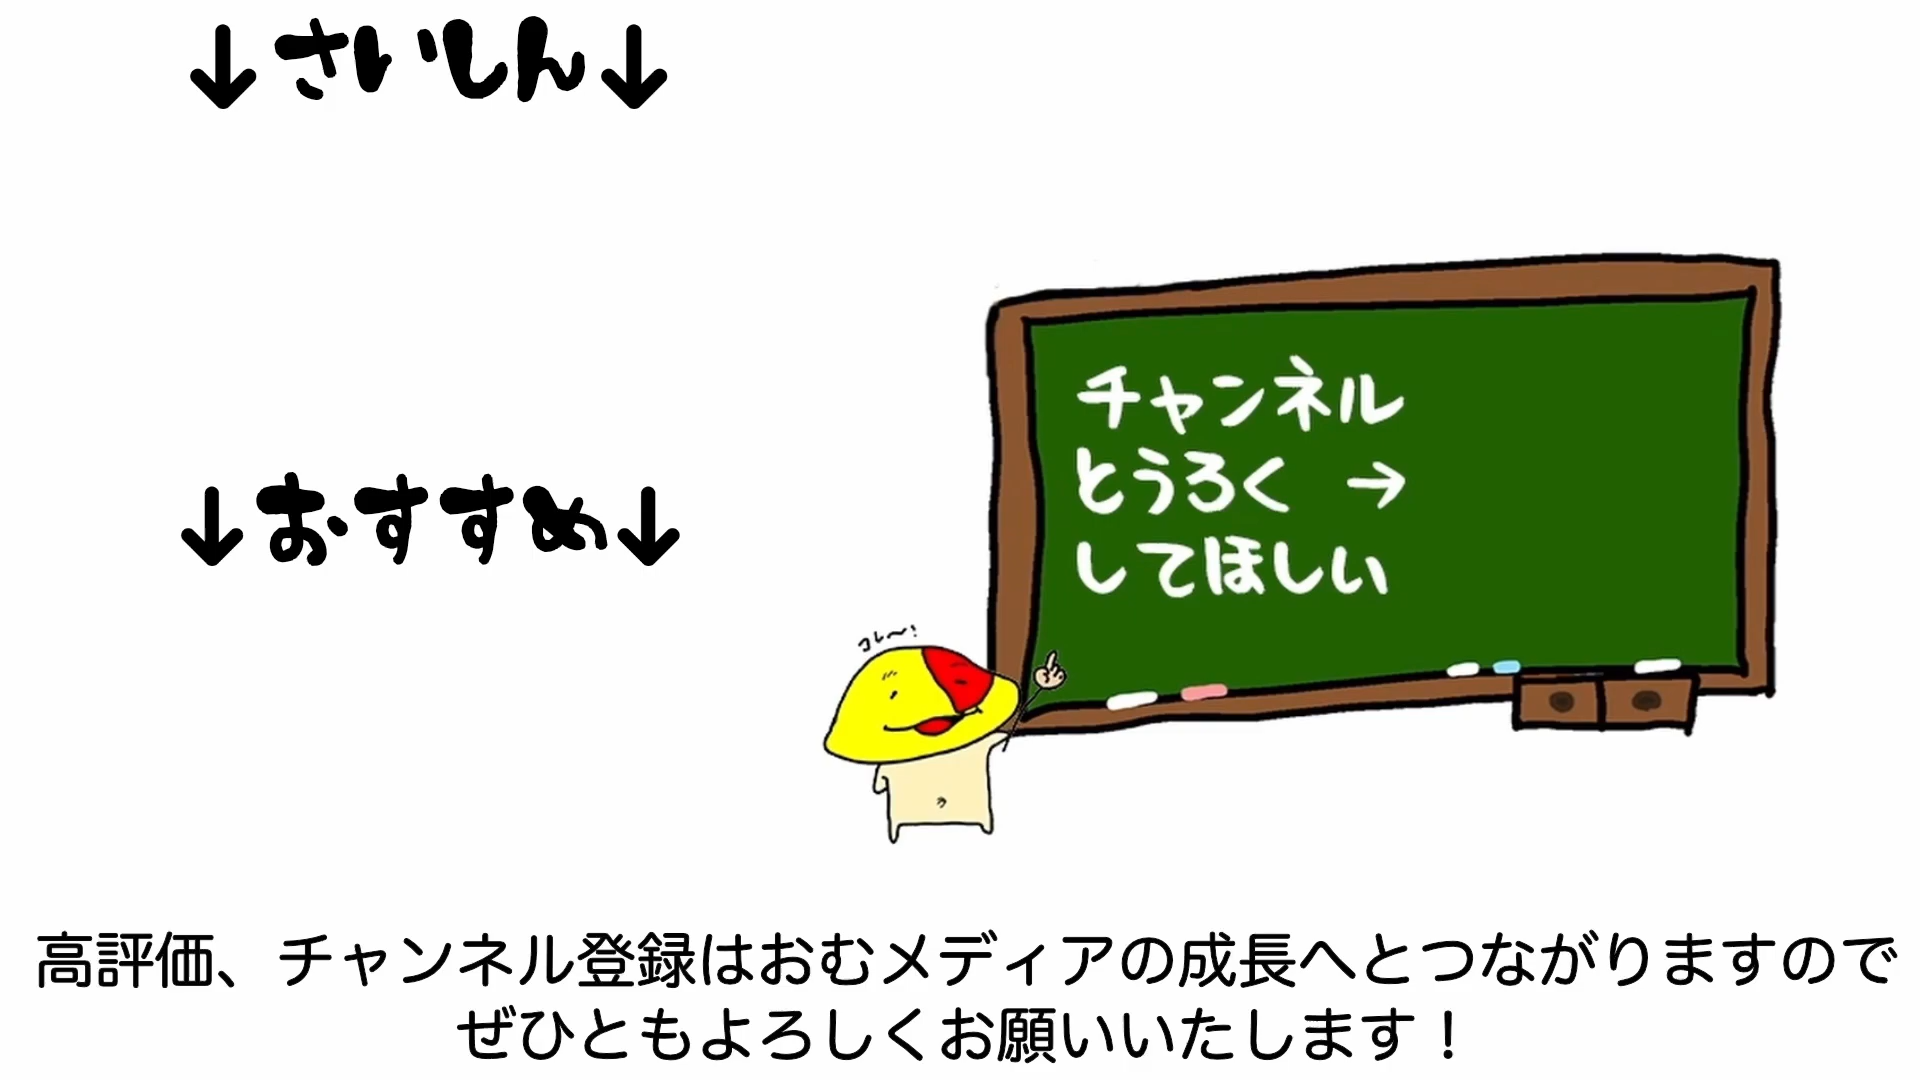 ↓さいしん↓
↓おすすめ↓
チャンネル
とうろく →
してほしい
コレ〜!
高評価、チャンネル登録はおむメディアの成長へとつながりますので
ぜひともよろしくお願いいたします！